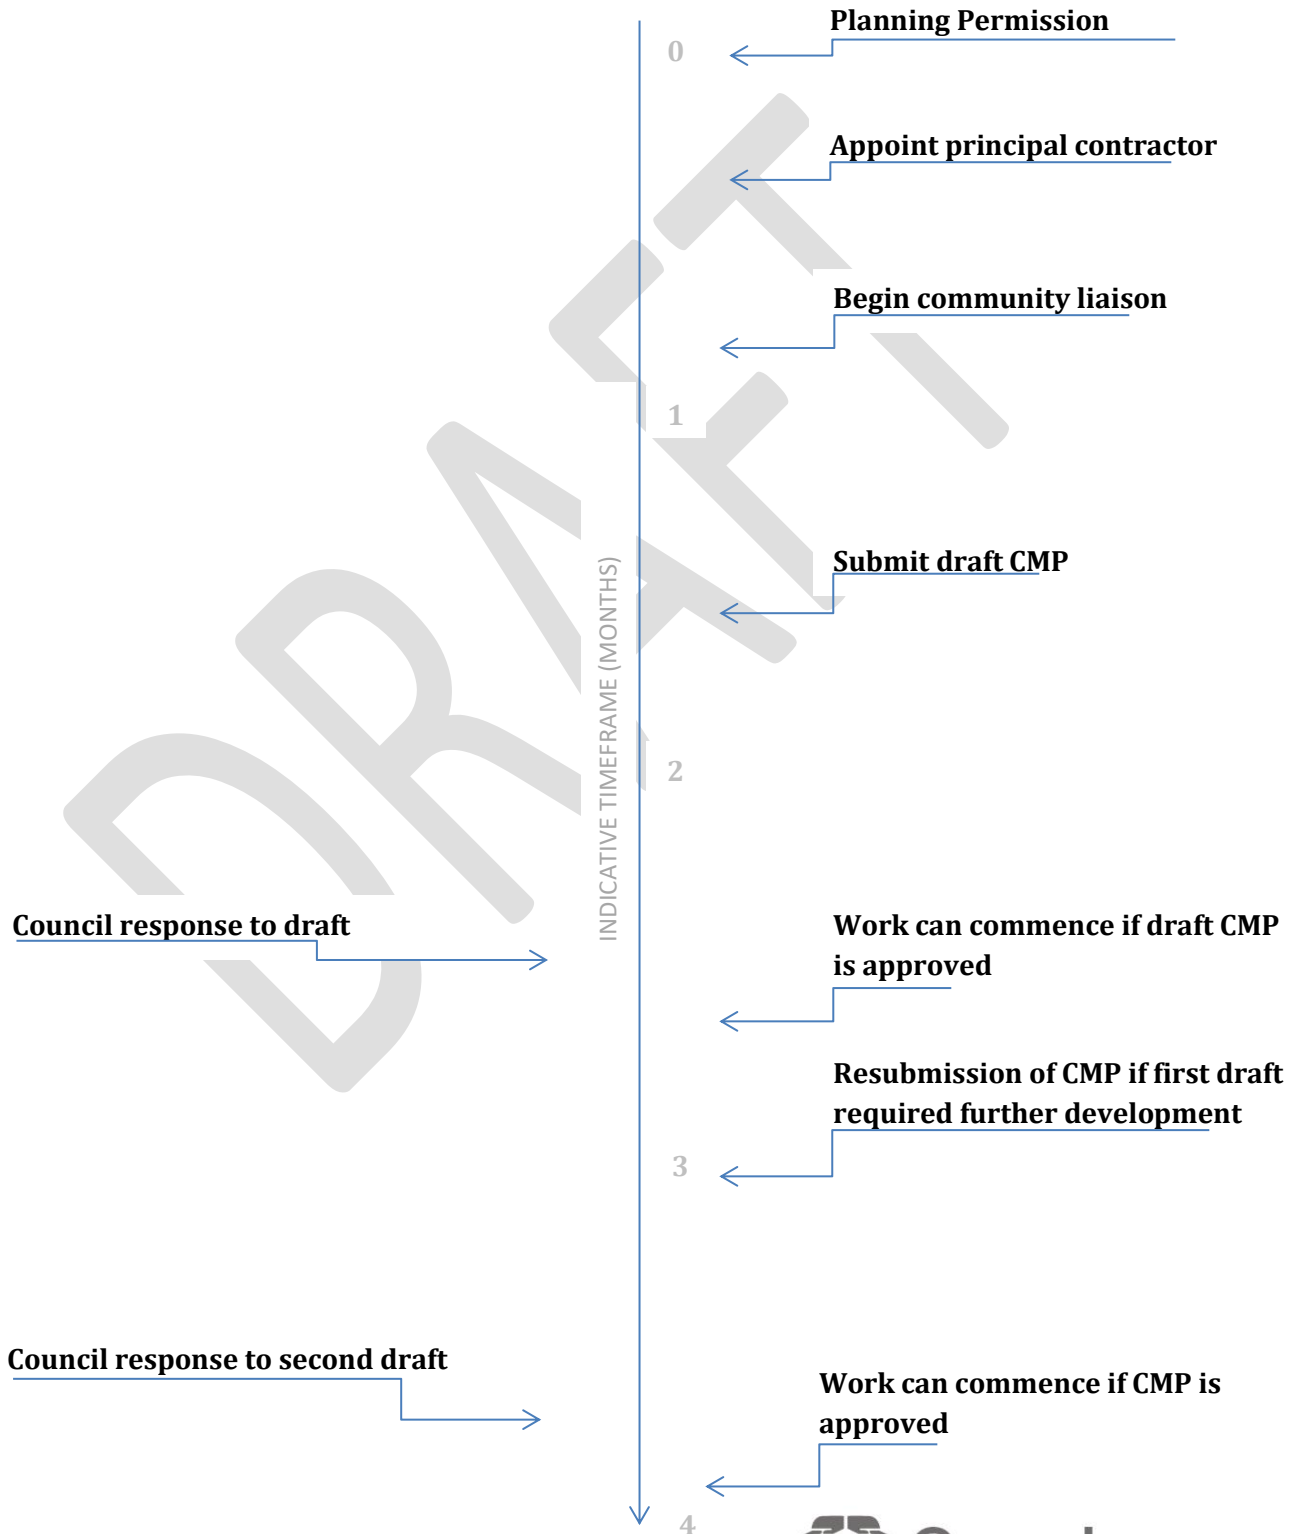 Planning Permission
0
Appoint principal contractor
Begin community liaison
1
Submit draft CMP
INDICATIVE TIMEFRAME (MONTHS)
2
Council response to draft
Work can commence if draft CMP
is approved
Resubmission of CMP if first draft
required further development
3
Council response to second draft
Work can commence if CMP is
approved
4
DRAFT